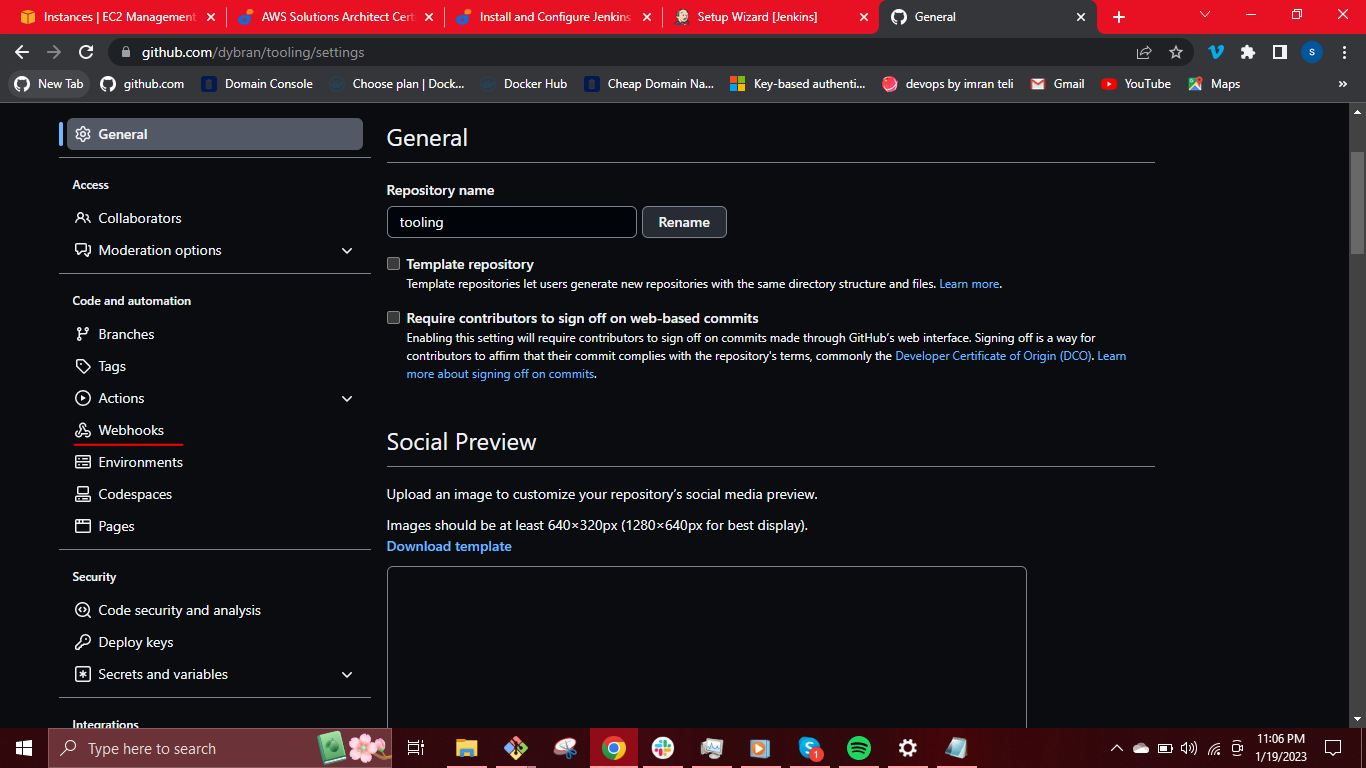 Instances | EC2 Management
AWS Solutions Architect Cert
Install and Configure Jenkins
Setup Wizard [Jenkins]
General
github.com/dybran/tooling/settings
S
New Tab
github.com
Domain Console
Choose plan | Dock...
Docker Hub
Cheap Domain Na...
Key-based authenti...
devops by imran teli
Gmail
YouTube
Maps
»
General
Access
Collaborators
Moderation options
Code and automation
Branches
Tags
Actions
Webhooks
Environments
Codespaces
Pages
Security
Code security and analysis
Deploy keys
Secrets and variables
Integrations
General
Repository name
tooling
Rename
Template repository
Template repositories let users generate new repositories with the same directory structure and files. Learn more.
Require contributors to sign off on web-based commits
Enabling this setting will require contributors to sign off on commits made through GitHub’s web interface. Signing off is a way for
contributors to affirm that their commit complies with the repository's terms, commonly the Developer Certificate of Origin (DCO). Learn
more about signing off on commits.
Social Preview
Upload an image to customize your repository’s social media preview.
Images should be at least 640×320px (1280×640px for best display).
Download template
Type here to search
1
11:06 PM
1/19/2023